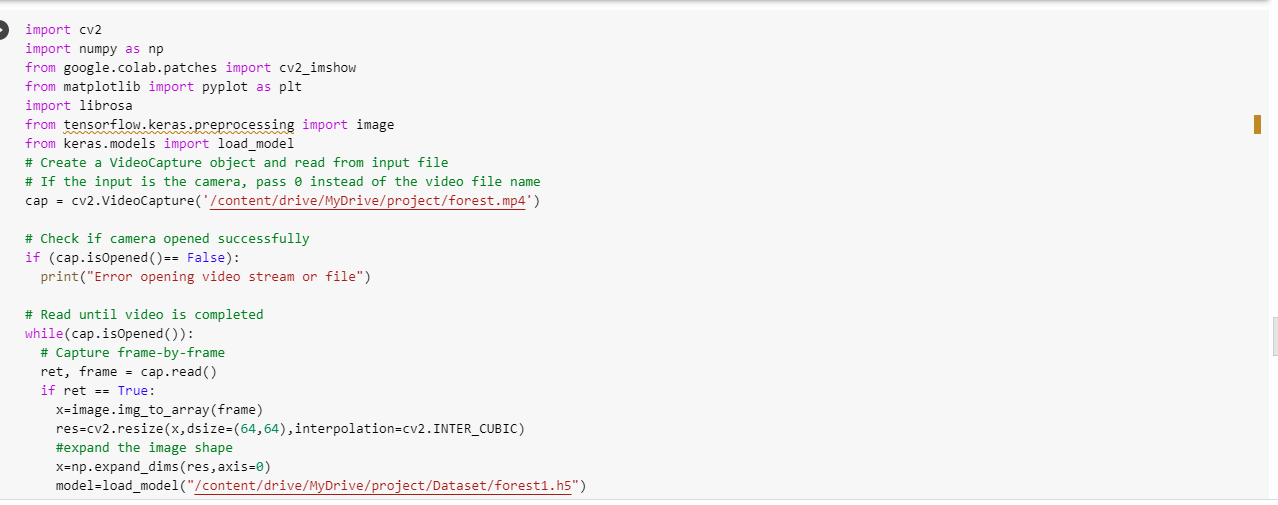 import cv2
import numpy as np
from google.colab.patches import cv2_imshow
from matplotlib import pyplot as plt
import librosa
from tensorflow.keras.preprocessing import image
from keras.models import load_model
# Create a VideoCapture object and read from input file
# If the input is the camera, pass 0 instead of the video file name
cap = cv2.VideoCapture('/content/drive/MyDrive/project/forest.mp4')
# Check if camera opened successfully
if (cap.isOpened()== False):
  print("Error opening video stream or file")
# Read until video is completed
while(cap.isOpened()):
  # Capture frame-by-frame
  ret, frame = cap.read()
  if ret == True:
    x=image.img_to_array(frame)
    res=cv2.resize(x,dsize=(64,64),interpolation=cv2.INTER_CUBIC)
    #expand the image shape
    x=np.expand_dims(res,axis=0)
    model=load_model("/content/drive/MyDrive/project/Dataset/forest1.h5")